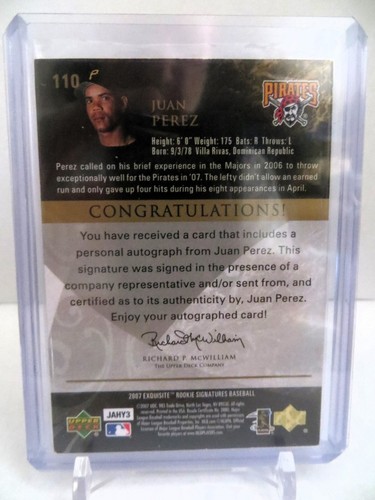 110
P
JUAN
PEREZ
PIRATES
Height: 6' 0" Weight: 175 Bats: R Throws: L
Born: 9/3/78 Villa Rivas, Dominican Republic
Perez called on his brief experience in the Majors in 2006 to throw
exceptionally well for the Pirates in '07. The lefty didn't allow an earned
run and only gave up four hits during his eight appearances in April.
CONGRATULATIONS!
You have received a card that includes a
personal autograph from Juan Perez. This
signature was signed in the presence of a
company representative and/or sent from, and
certified as to its authenticity by, Juan Perez.
Enjoy your autographed card!
Richard P. McWilliam
RICHARD P. MCWILLIAM
THE UPPER DECK COMPANY
2007 EXQUISITE ROOKIE SIGNATURES BASEBALL
UPPER DECK
JAHY3